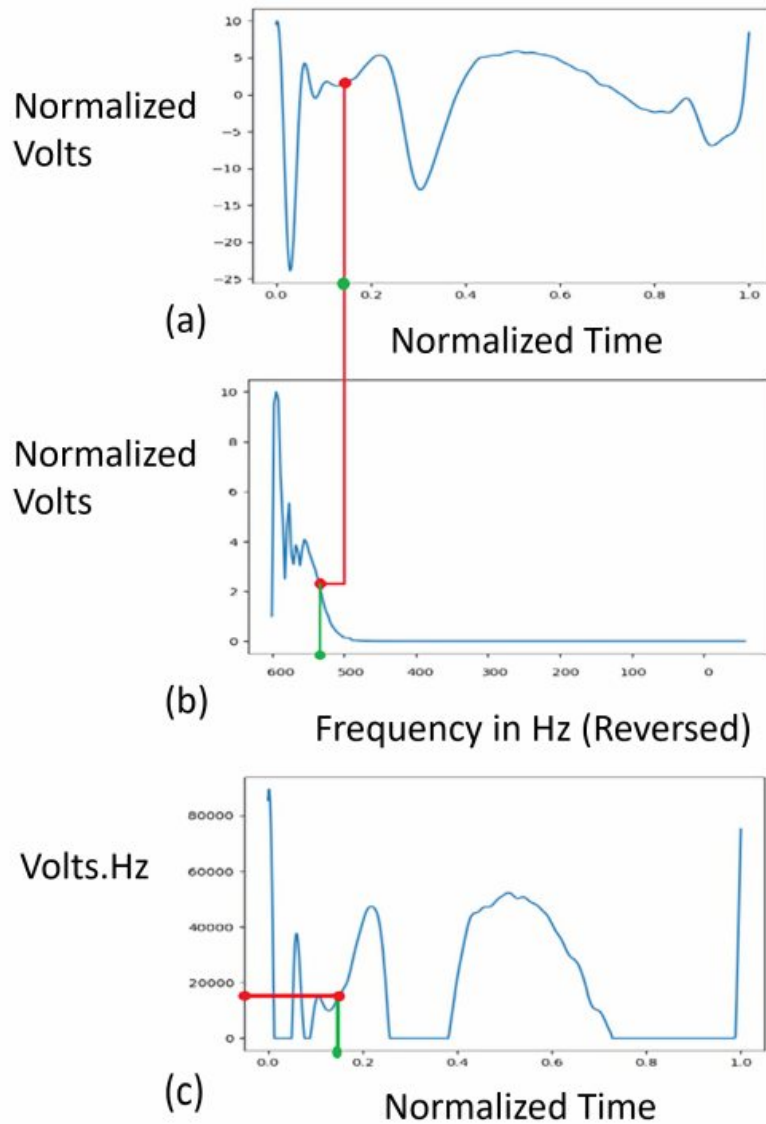 10
5
0
−5
−10
−15
−20
−25
Normalized
Volts
0.0 0.2 0.4 0.6 0.8 1.0
(a)
Normalized Time
10
8
6
4
2
0
Normalized
Volts
600 500 400 300 200 100 0
(b)
Frequency in Hz (Reversed)
80000
60000
40000
20000
0
Volts.Hz
0.0 0.2 0.4 0.6 0.8 1.0
(c)
Normalized Time